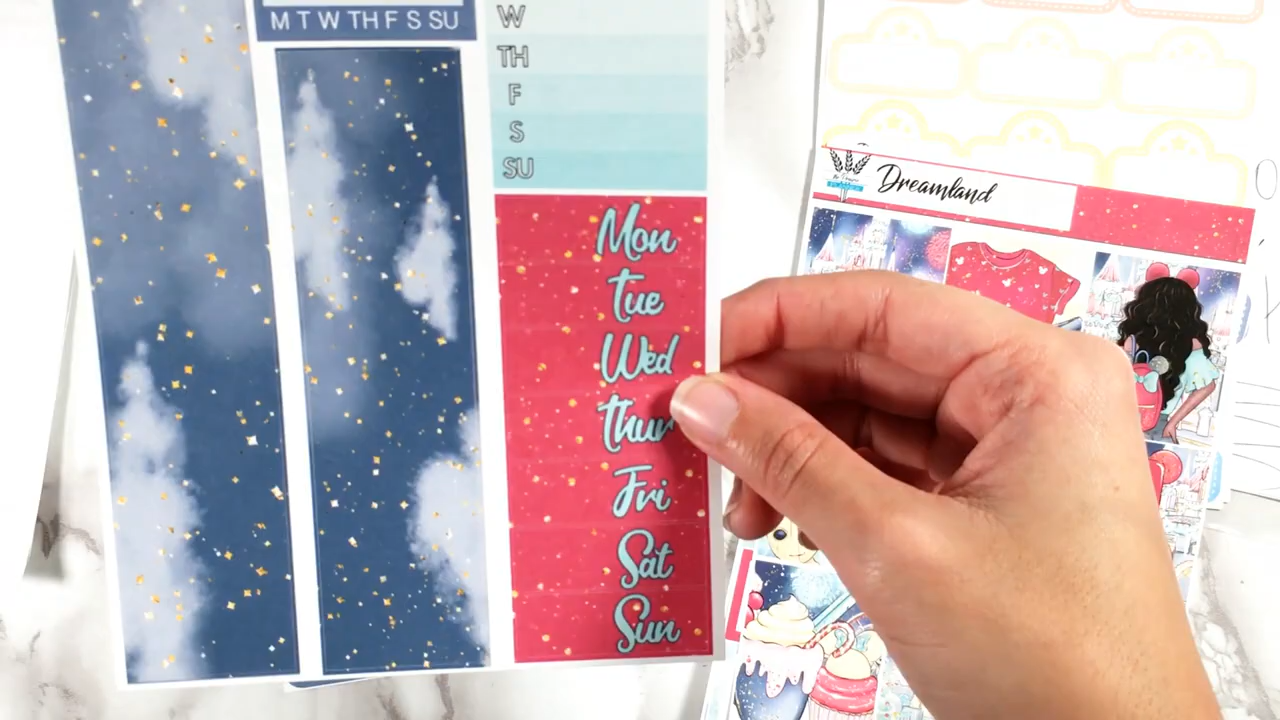 M T W TH F S SU
W
TH
F
S
SU
Mon
tue
Wed
thur
Fri
Sat
Sun
Dreamland